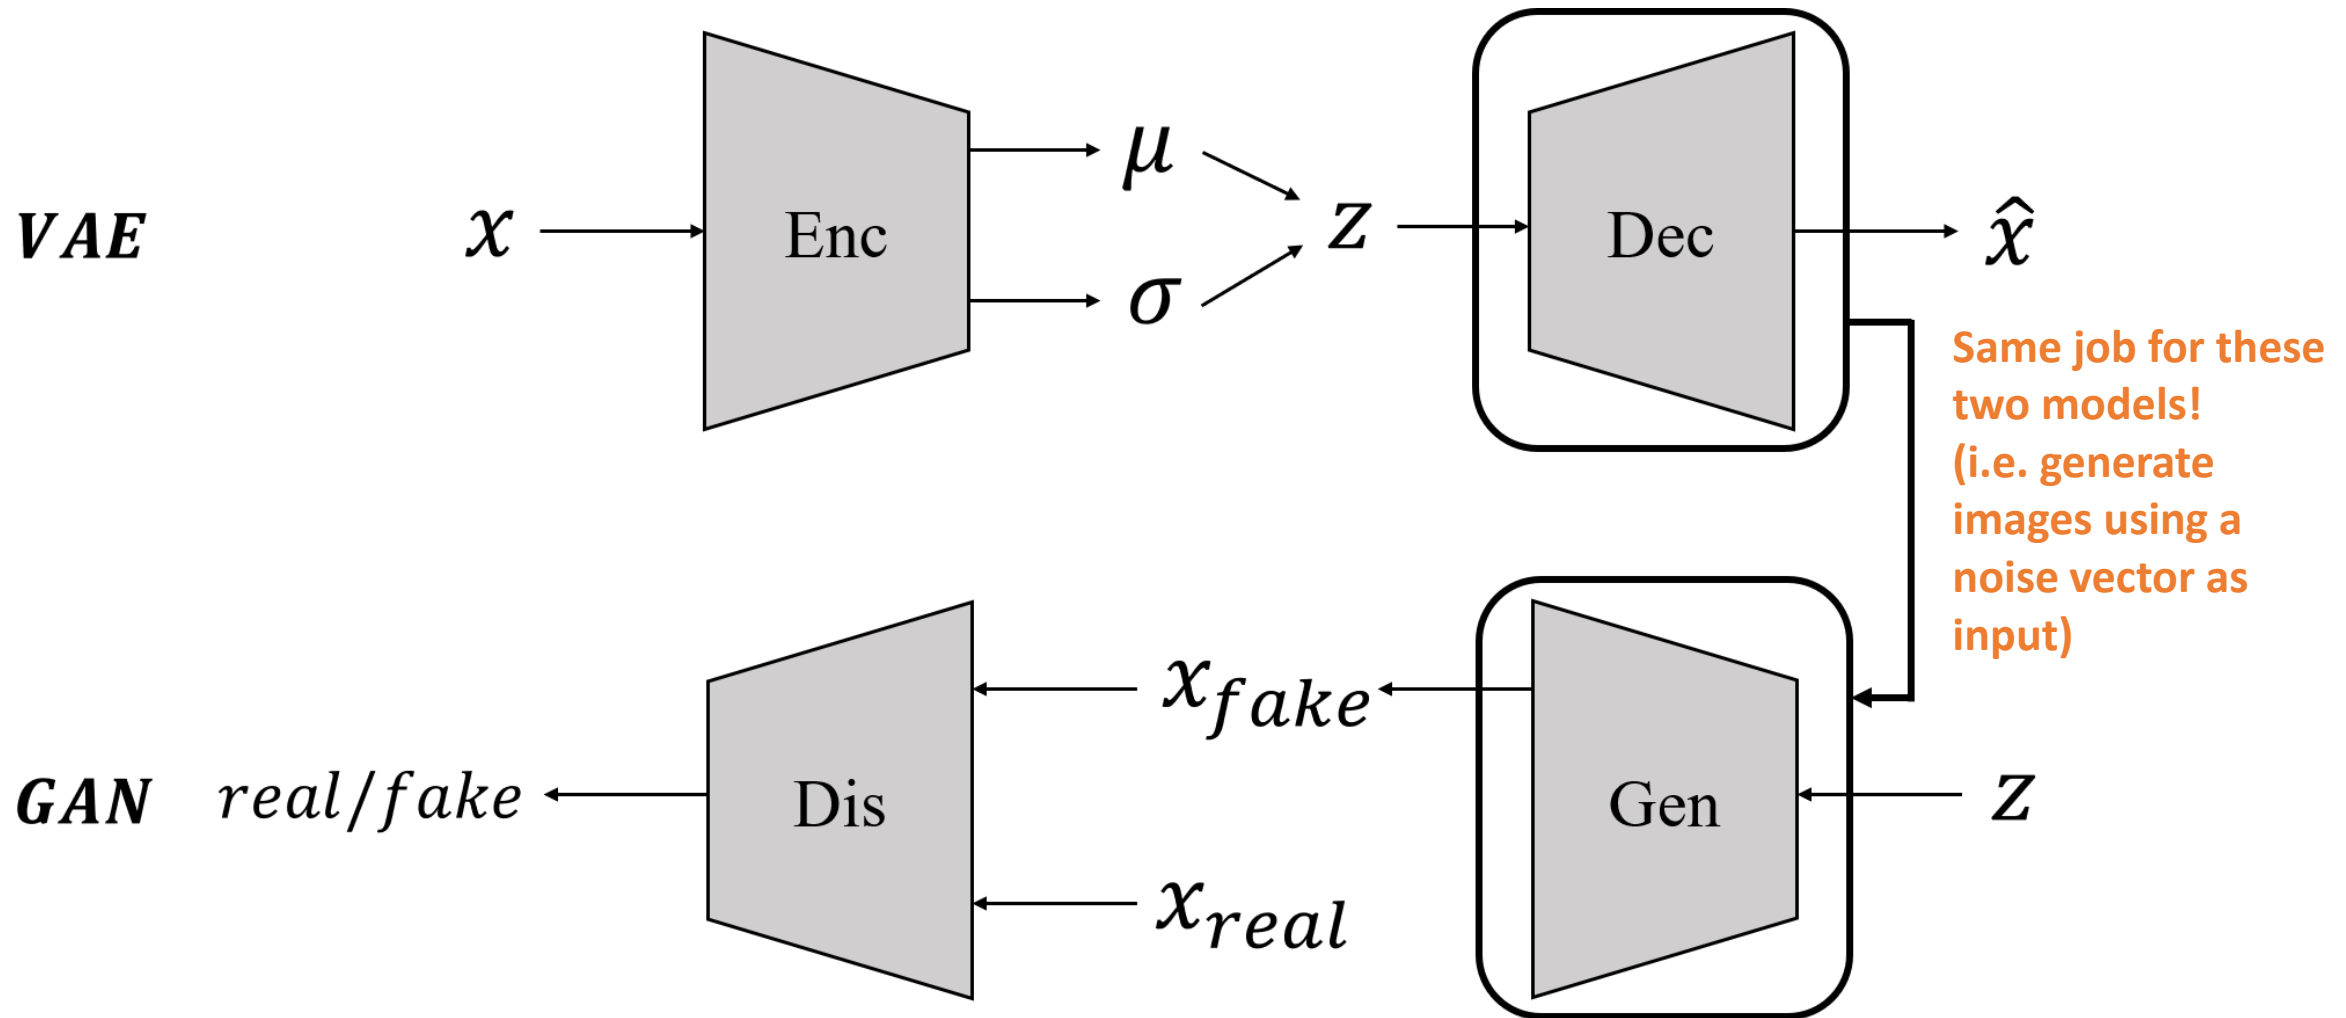 VAE
x
Enc
μ
σ
z
Dec
x̂
Same job for these
two models!
(i.e. generate
images using a
noise vector as
input)
GAN
real/fake
Dis
x_fake
x_real
Gen
z